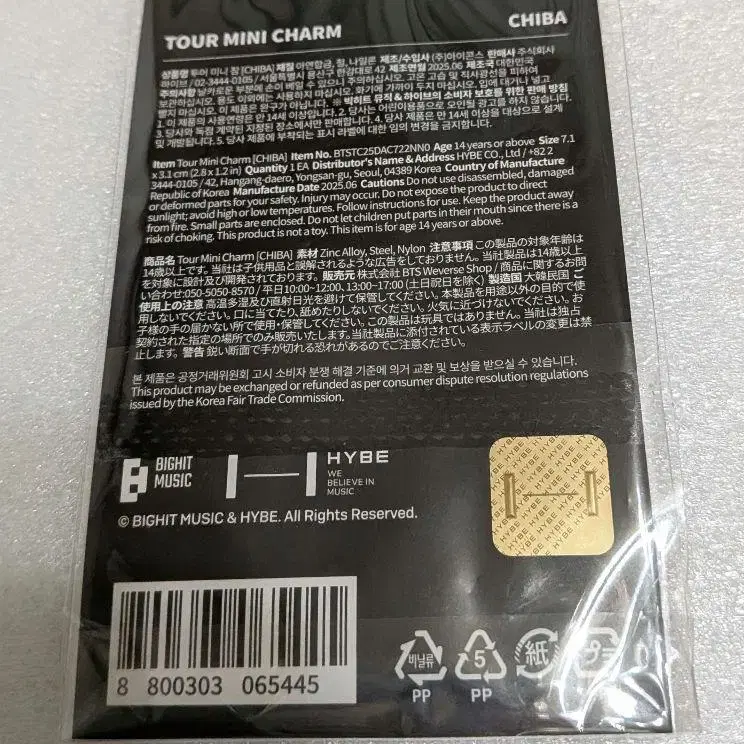 TOUR MINI CHARM
CHIBA
상품명 투어 미니 참 [CHIBA] 재질 아연합금, 철, 나일론 제조/수입사 (주)아이콘스 판매사 주식회사
하이브 / 02-3444-0105 / 서울특별시 용산구 한강대로 42 제조연월 2025.06 제조국 대한민국
주의사항 날카로운 부분에 손이 베일 수 있으니 주의하십시오. 고온 고습 및 직사광선을 피하여
보관하십시오. 용도 이외에는 사용하지 마십시오. 화기에 가까이 두지 마십시오. 입에 대거나 넣고
빨지 마십시오. 이 제품은 완구가 아닙니다. ※ 빅히트 뮤직 & 하이브의 소비자 보호를 위한 판매 방침
1. 이 제품의 사용연령은 만 14세 이상입니다. 2. 당사는 어린이용품으로 오인될 광고를 하지 않습니다.
3. 당사와 독점 계약된 지정된 장소에서만 판매합니다. 4. 당사 제품은 만 14세 이상을 대상으로 설계
및 개발됩니다. 5. 당사 제품에 부착되는 표시 라벨에 대한 임의 변경을 금지합니다.
Item Tour Mini Charm [CHIBA] Item No. BTSTC25DAC722NN0 Age 14 years or above Size 7.1
x 3.1 cm (2.8 x 1.2 in) Quantity 1 EA Distributor's Name & Address HYBE CO., Ltd / +82 2
3444-0105 / 42, Hangang-daero, Yongsan-gu, Seoul, 04389 Korea Country of Manufacture
Republic of Korea Manufacture Date 2025.06 Cautions Do not use disassembled, damaged
or deformed parts for your safety. Injury may occur. Do not expose the product to direct
sunlight; avoid high or low temperatures. Follow instructions for use. Keep the product away
from fire. Small parts are enclosed. Do not let children put parts in their mouth since there is a
risk of choking. This product is not a toy. This item is for age 14 years or above.
商品名 Tour Mini Charm [CHIBA] 素材 Zinc Alloy, Steel, Nylon 注意事項 この製品の対象年齢は
14歳以上です。当社は子供用品と誤解されるような広告をしておりません。当社製品は14歳以上
を対象に設計及び開発されております。販売元 株式会社 BTS Weverse Shop / 商品に関するお問
い合わせ:050-5050-8570 / 平日10:00~12:00、13:00~17:00 (土日祝日を除く) 製造国 大韓民国 ご
使用上の注意 高温多湿及び直射日光を避けて保管してください。本製品を用途以外の目的で使
用しないでください。口に当てたり、舐めたりしないでください。火気に近づけないでください。お
子様の手の届かない所で使用・保管してください。この製品は玩具ではありません。当社は独占
契約された指定の場所でのみ販売いたします。当社製品に添付されている表示ラベルの変更は禁
止します。警告 鋭い断面で手が切れる恐れがあるのでご注意ください。
본 제품은 공정거래위원회 고시 소비자 분쟁 해결 기준에 의거 교환 및 보상을 받으실 수 있습니다.
This product may be exchanged or refunded as per consumer dispute resolution regulations
issued by the Korea Fair Trade Commission.
BIGHIT
MUSIC
HYBE
WE
BELIEVE IN
MUSIC
© BIGHIT MUSIC & HYBE. All Rights Reserved.
HYBE HYBE HYBE
8 800303 065445
비닐류
PP
5
PP
紙
プラ